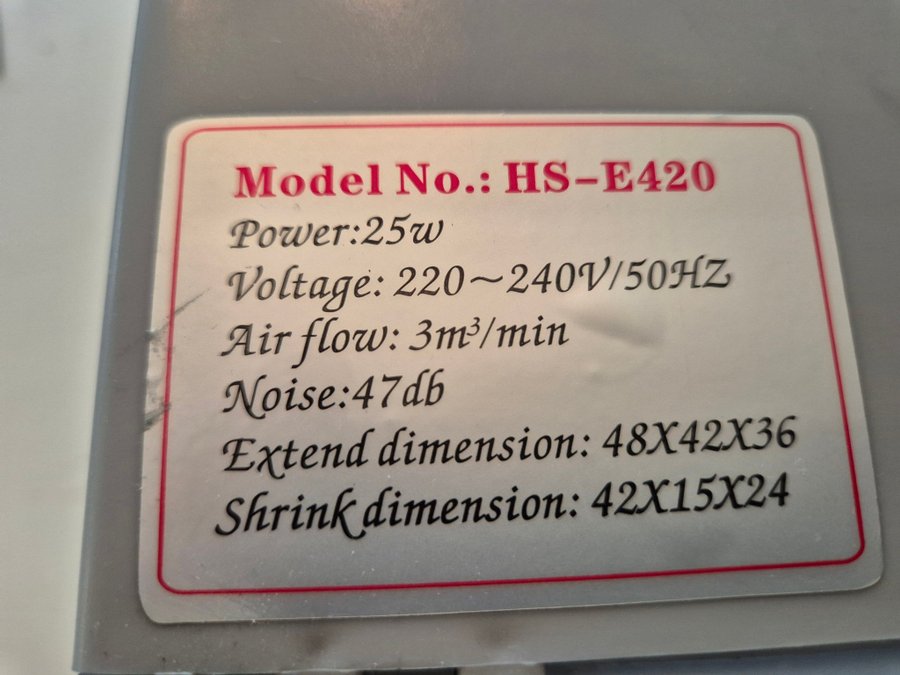 Model No.: HS-E420
Power:25w
Voltage: 220~240V/50HZ
Air flow: 3m³/min
Noise:47db
Extend dimension: 48X42X36
Shrink dimension: 42X15X24